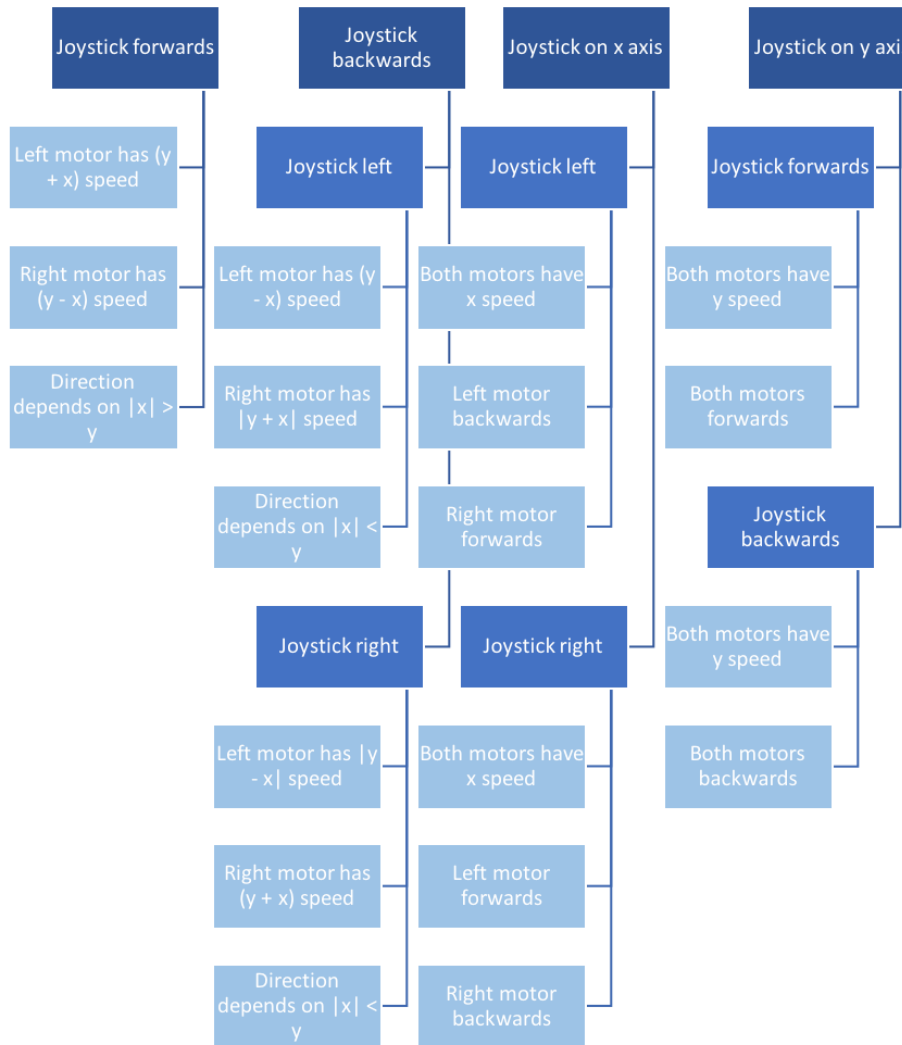 Joystick forwards
Left motor has (y
+ x) speed
Right motor has
(y - x) speed
Direction
depends on |x| >
y
Joystick
backwards
Joystick left
Left motor has (y
- x) speed
Right motor has
|y + x| speed
Direction
depends on |x| <
y
Joystick right
Left motor has |y
- x| speed
Right motor has
(y + x) speed
Direction
depends on |x| <
y
Joystick on x axis
Joystick left
Both motors have
x speed
Left motor
backwards
Right motor
forwards
Joystick right
Both motors have
x speed
Left motor
forwards
Right motor
backwards
Joystick on y axi
Joystick forwards
Both motors have
y speed
Both motors
forwards
Joystick
backwards
Both motors have
y speed
Both motors
backwards